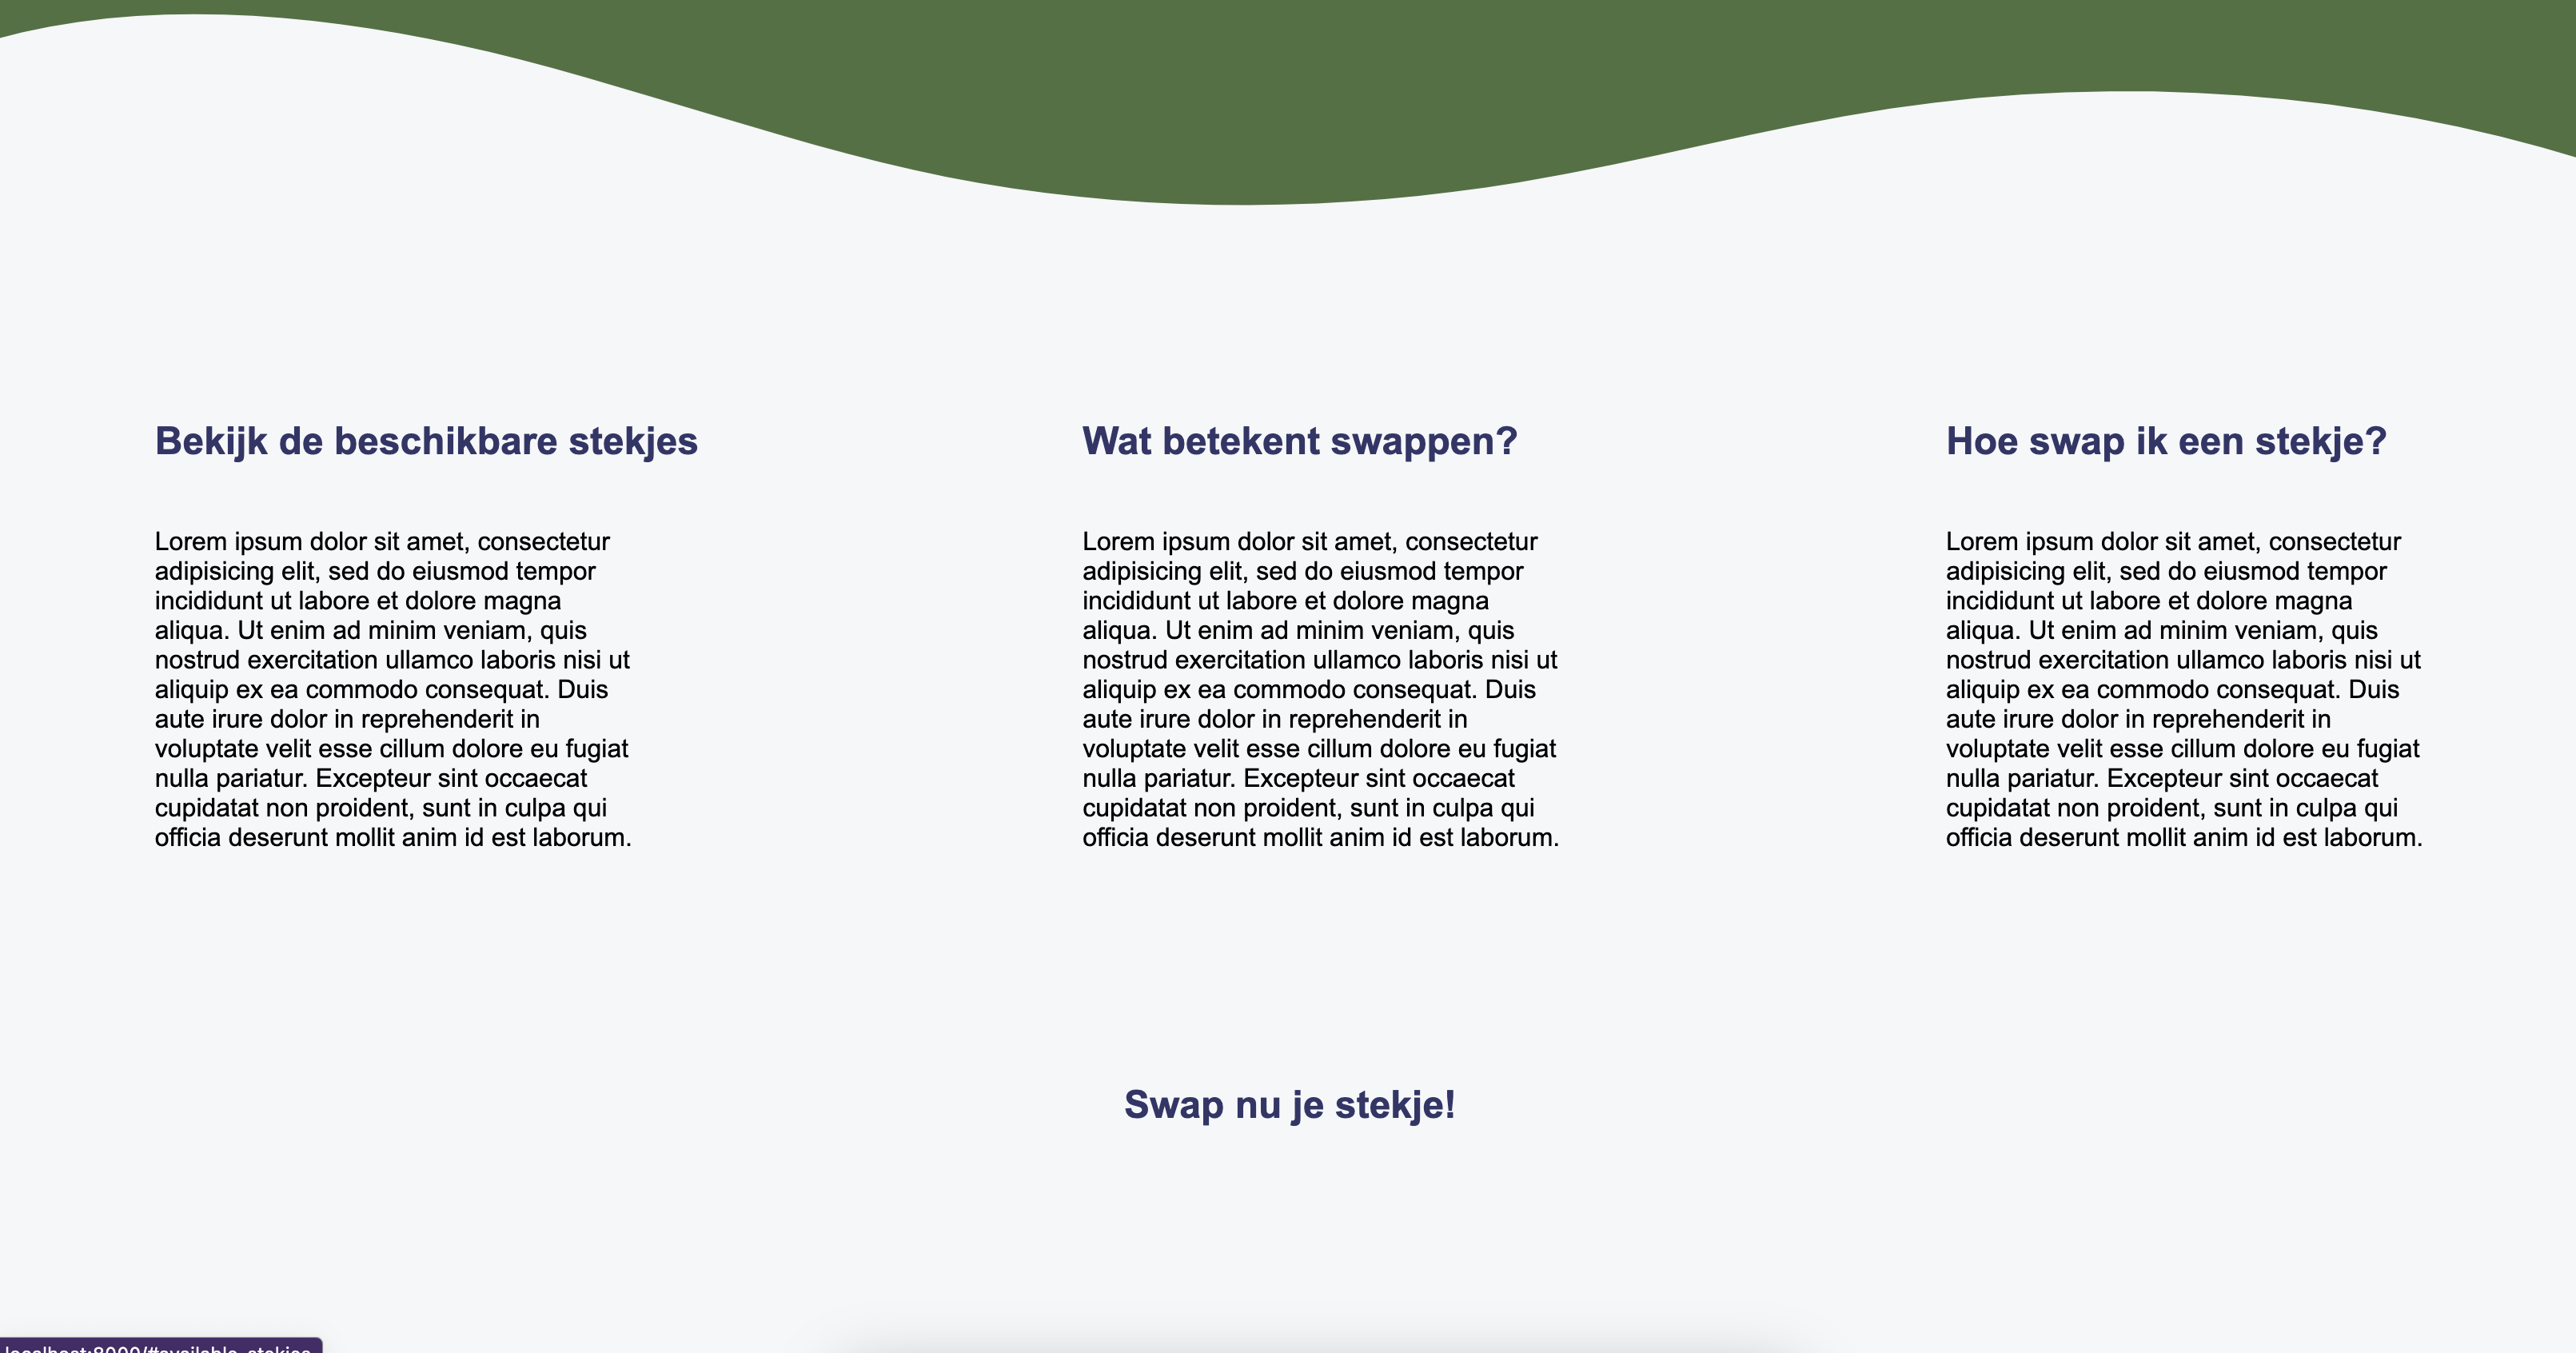 Bekijk de beschikbare stekjes
Lorem ipsum dolor sit amet, consectetur
adipisicing elit, sed do eiusmod tempor
incididunt ut labore et dolore magna
aliqua. Ut enim ad minim veniam, quis
nostrud exercitation ullamco laboris nisi ut
aliquip ex ea commodo consequat. Duis
aute irure dolor in reprehenderit in
voluptate velit esse cillum dolore eu fugiat
nulla pariatur. Excepteur sint occaecat
cupidatat non proident, sunt in culpa qui
officia deserunt mollit anim id est laborum.
Wat betekent swappen?
Lorem ipsum dolor sit amet, consectetur
adipisicing elit, sed do eiusmod tempor
incididunt ut labore et dolore magna
aliqua. Ut enim ad minim veniam, quis
nostrud exercitation ullamco laboris nisi ut
aliquip ex ea commodo consequat. Duis
aute irure dolor in reprehenderit in
voluptate velit esse cillum dolore eu fugiat
nulla pariatur. Excepteur sint occaecat
cupidatat non proident, sunt in culpa qui
officia deserunt mollit anim id est laborum.
Hoe swap ik een stekje?
Lorem ipsum dolor sit amet, consectetur
adipisicing elit, sed do eiusmod tempor
incididunt ut labore et dolore magna
aliqua. Ut enim ad minim veniam, quis
nostrud exercitation ullamco laboris nisi ut
aliquip ex ea commodo consequat. Duis
aute irure dolor in reprehenderit in
voluptate velit esse cillum dolore eu fugiat
nulla pariatur. Excepteur sint occaecat
cupidatat non proident, sunt in culpa qui
officia deserunt mollit anim id est laborum.
Swap nu je stekje!
localhost:8000/#available-stekjes